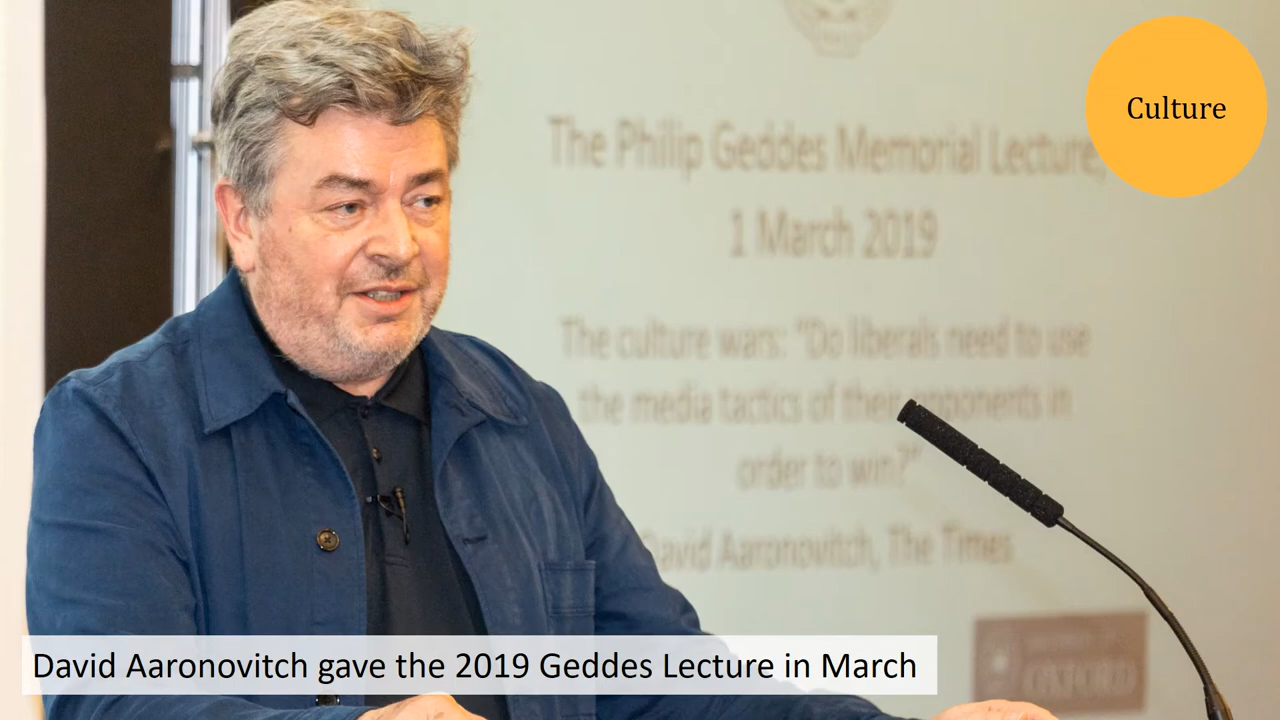 Culture
The Philip Geddes Memorial Lecture,
1 March 2019
The culture wars: "Do liberals need to use
the media tactics of their opponents in
order to win?"
David Aaronovitch, The Times
OXFORD
David Aaronovitch gave the 2019 Geddes Lecture in March